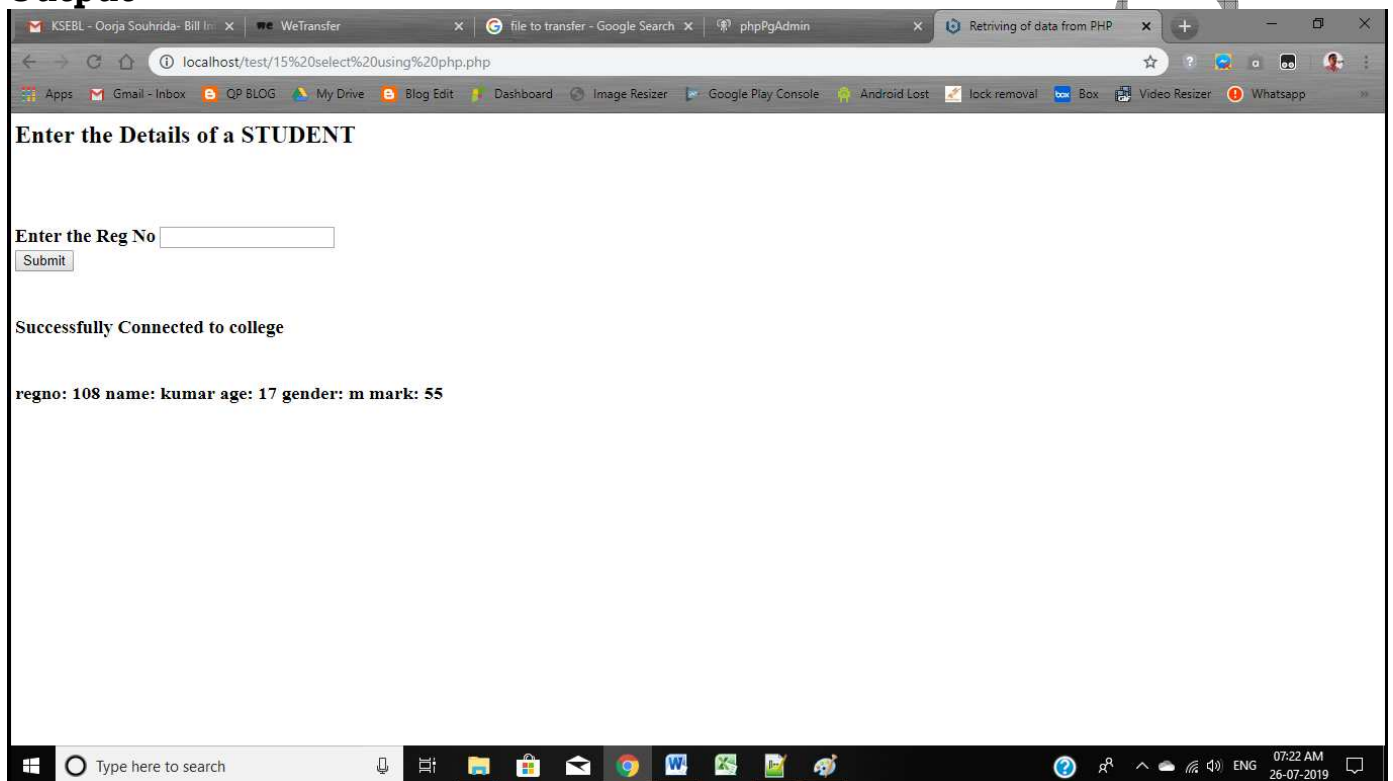 Output
KSEBL - Oorja Souhrida- Bill In
we WeTransfer
file to transfer - Google Search
phpPgAdmin
Retriving of data from PHP
localhost/test/15%20select%20using%20php.php
Apps Gmail - Inbox QP BLOG My Drive Blog Edit Dashboard Image Resizer Google Play Console Android Lost lock removal box Box Video Resizer Whatsapp
Enter the Details of a STUDENT
Enter the Reg No
Submit
Successfully Connected to college
regno: 108 name: kumar age: 17 gender: m mark: 55
Type here to search
ENG
07:22 AM
26-07-2019